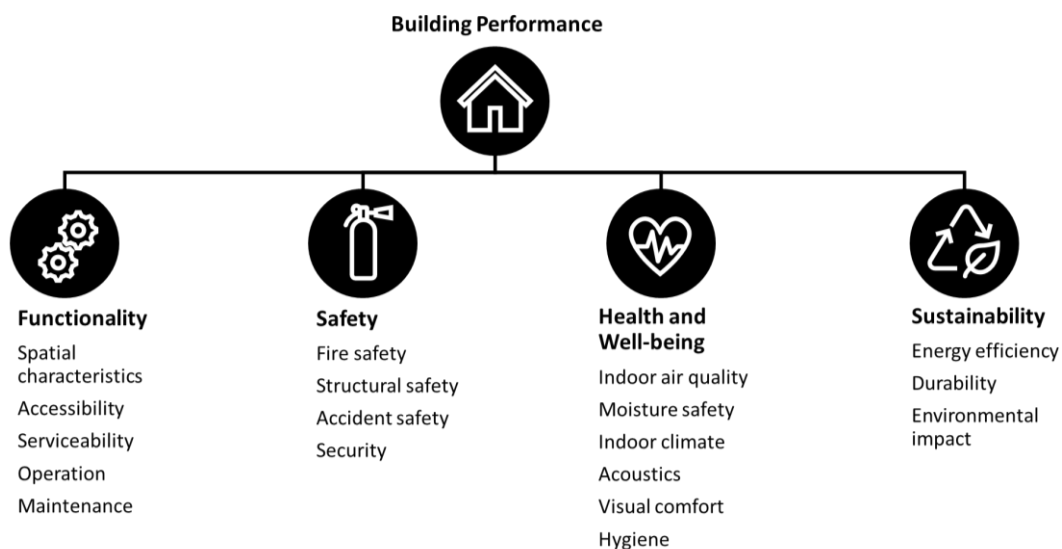 Building Performance
Functionality
Spatial
characteristics
Accessibility
Serviceability
Operation
Maintenance
Safety
Fire safety
Structural safety
Accident safety
Security
Health and
Well-being
Indoor air quality
Moisture safety
Indoor climate
Acoustics
Visual comfort
Hygiene
Sustainability
Energy efficiency
Durability
Environmental
impact